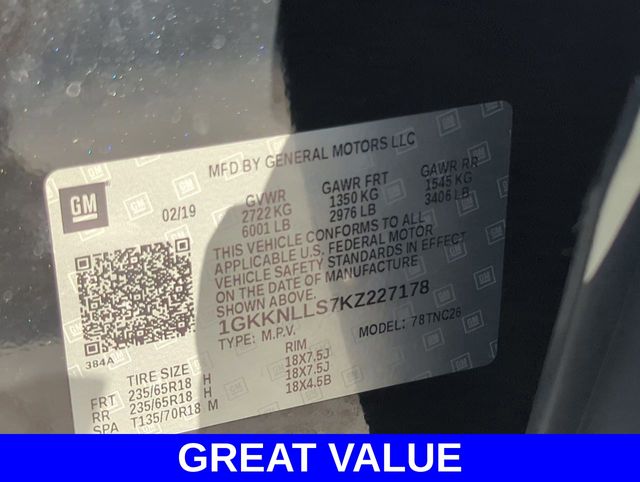 MFD BY GENERAL MOTORS LLC
GM
02/19
GVWR GAWR FRT GAWR RR
2722 KG 1350 KG 1545 KG
6001 LB 2976 LB 3406 LB
THIS VEHICLE CONFORMS TO ALL
APPLICABLE U.S. FEDERAL MOTOR
VEHICLE SAFETY STANDARDS IN EFFECT
ON THE DATE OF MANUFACTURE
SHOWN ABOVE.
1GKKNLLS7KZ227178
TYPE: M.P.V. MODEL: 78TNC26
384A
TIRE SIZE RIM
FRT 235/65R18 H 18X7.5J
RR 235/65R18 H 18X7.5J
SPA T135/70R18 M 18X4.5B
GREAT VALUE